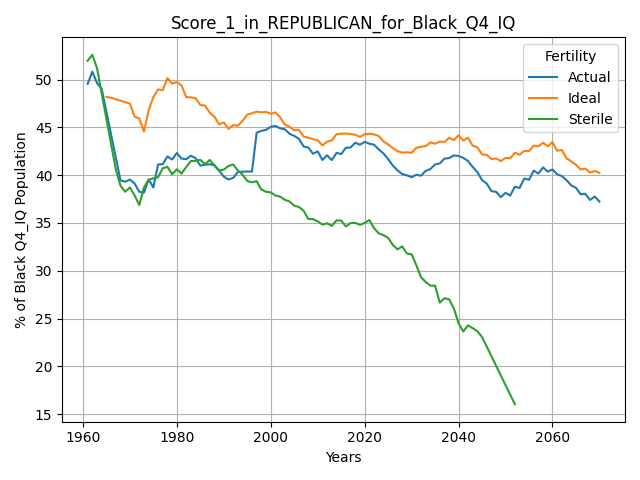 Score_1_in_REPUBLICAN_for_Black_Q4_IQ
Fertility
Actual
Ideal
Sterile
% of Black Q4_IQ Population
50
45
40
35
30
25
20
15
1960
1980
2000
2020
2040
2060
Years